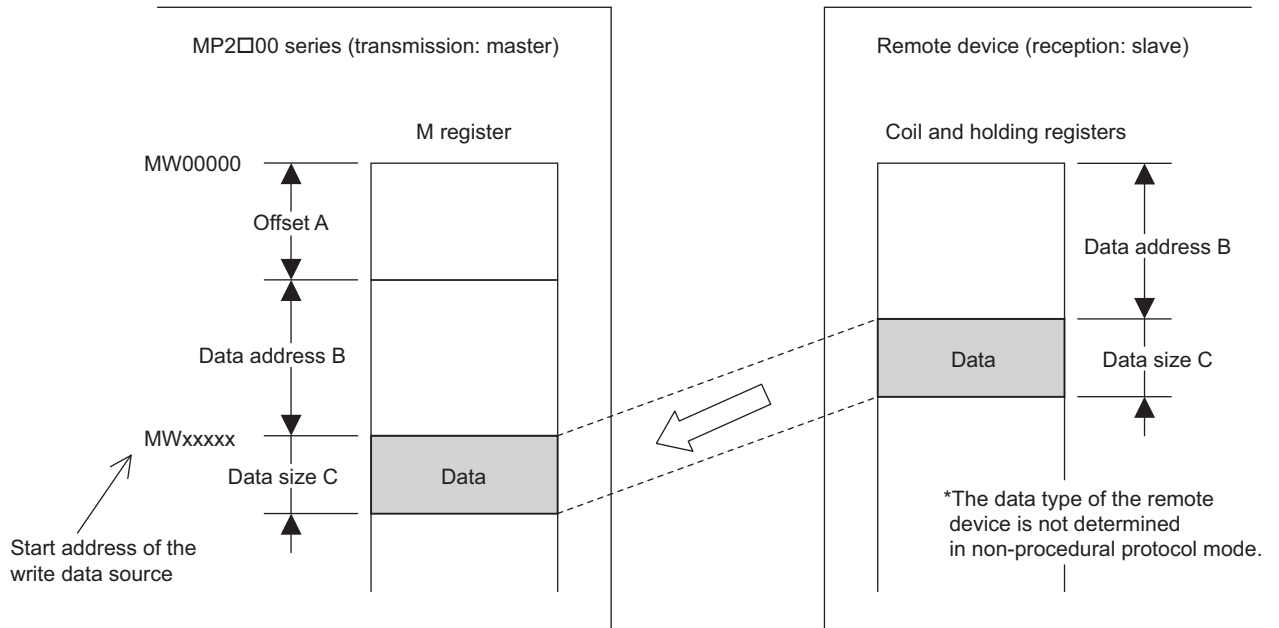 MP2□00 series (transmission: master)
Remote device (reception: slave)
M register
Coil and holding registers
MW00000
Offset A
Data address B
Data address B
Data
Data size C
MWxxxxx
Data size C
Data
*The data type of the remote
device is not determined
in non-procedural protocol mode.
Start address of the
write data source